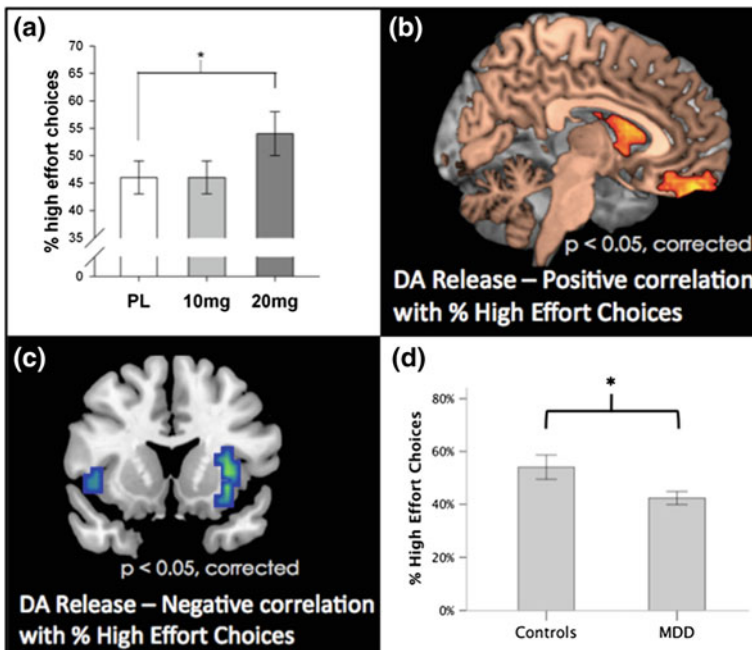 (a)
*
% high effort choices
70
65
60
55
50
45
40
35
0
PL 10mg 20mg
(b)
p < 0.05, corrected
DA Release – Positive correlation
with % High Effort Choices
(c)
p < 0.05, corrected
DA Release – Negative correlation
with % High Effort Choices
(d)
*
% High Effort Choices
80%
60%
40%
20%
0%
Controls MDD